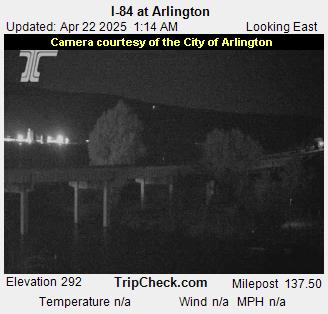 I-84 at Arlington
Updated: Apr 22 2025 1:14 AM Looking East
Camera courtesy of the City of Arlington
Elevation 292 TripCheck.com Milepost 137.50
Temperature n/a Wind n/a MPH n/a